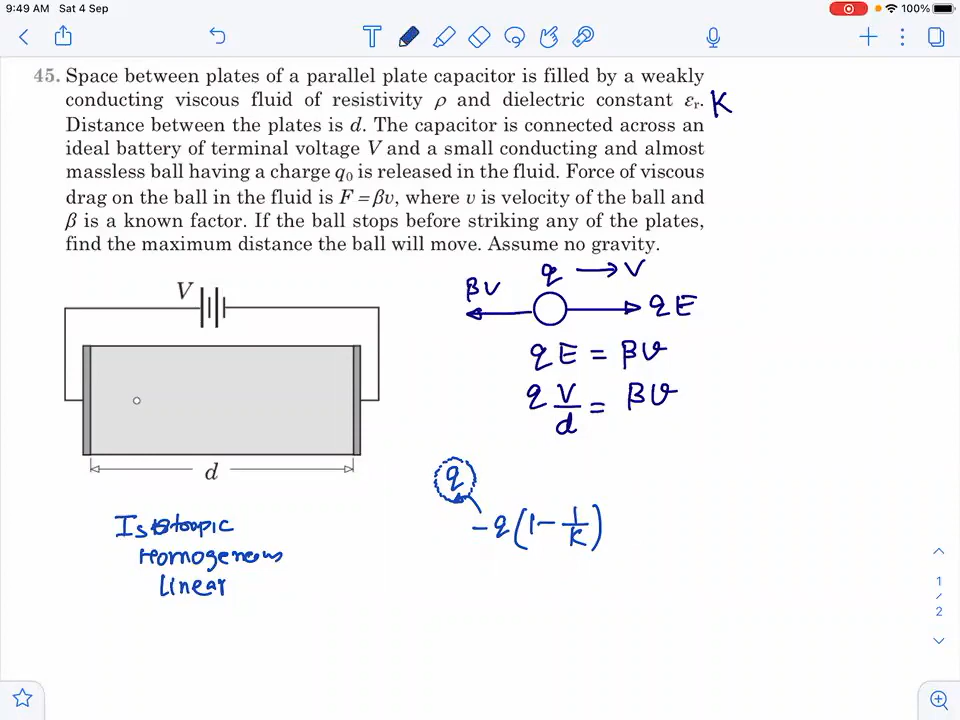 9:49 AM Sat 4 Sep
100%
45. Space between plates of a parallel plate capacitor is filled by a weakly
conducting viscous fluid of resistivity ρ and dielectric constant εr. K
Distance between the plates is d. The capacitor is connected across an
ideal battery of terminal voltage V and a small conducting and almost
massless ball having a charge q0 is released in the fluid. Force of viscous
drag on the ball in the fluid is F = βυ, where υ is velocity of the ball and
β is a known factor. If the ball stops before striking any of the plates,
find the maximum distance the ball will move. Assume no gravity.
q → V
βV
qE
V
qE = βv
q V/d = βv
d
q
-q(1 - 1/K)
Homogeneous
Linear
1
/
2